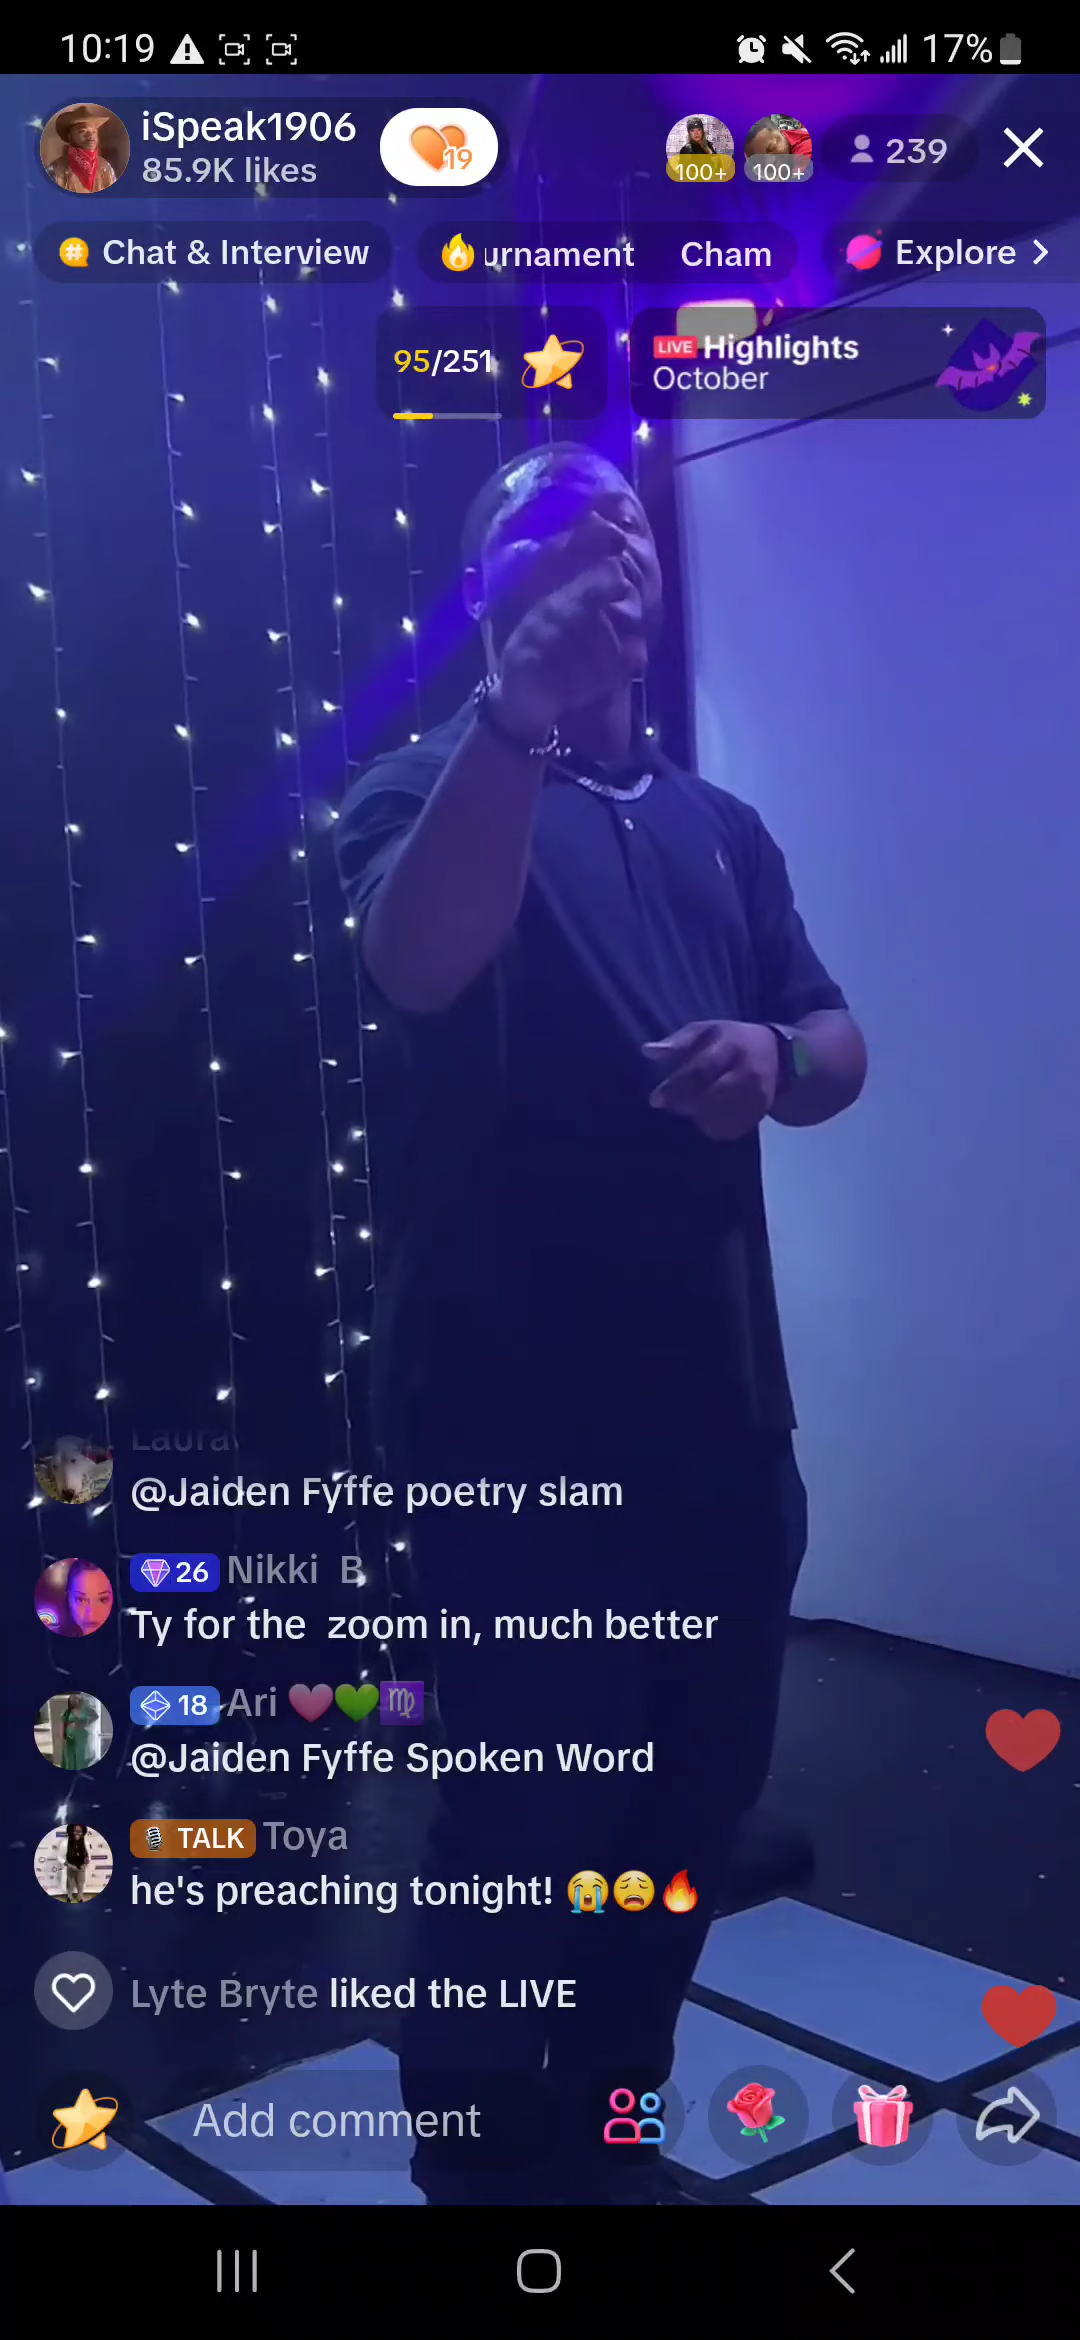 10:19
17%
iSpeak1906
85.9K likes
19
100+
100+
239
Chat & Interview
urnament Cham
Explore
95/251
LIVE Highlights
October
Laura
@Jaiden Fyffe poetry slam
26 Nikki B
Ty for the zoom in, much better
18 Ari 🩷💚♍
@Jaiden Fyffe Spoken Word
TALK Toya
he's preaching tonight! 😭😩🔥
Lyte Bryte liked the LIVE
Add comment